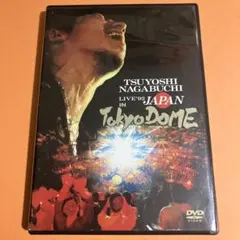 TSUYOSHI
NAGABUCHI
LIVE'92 JAPAN
IN
Tokyo DOME
DVD